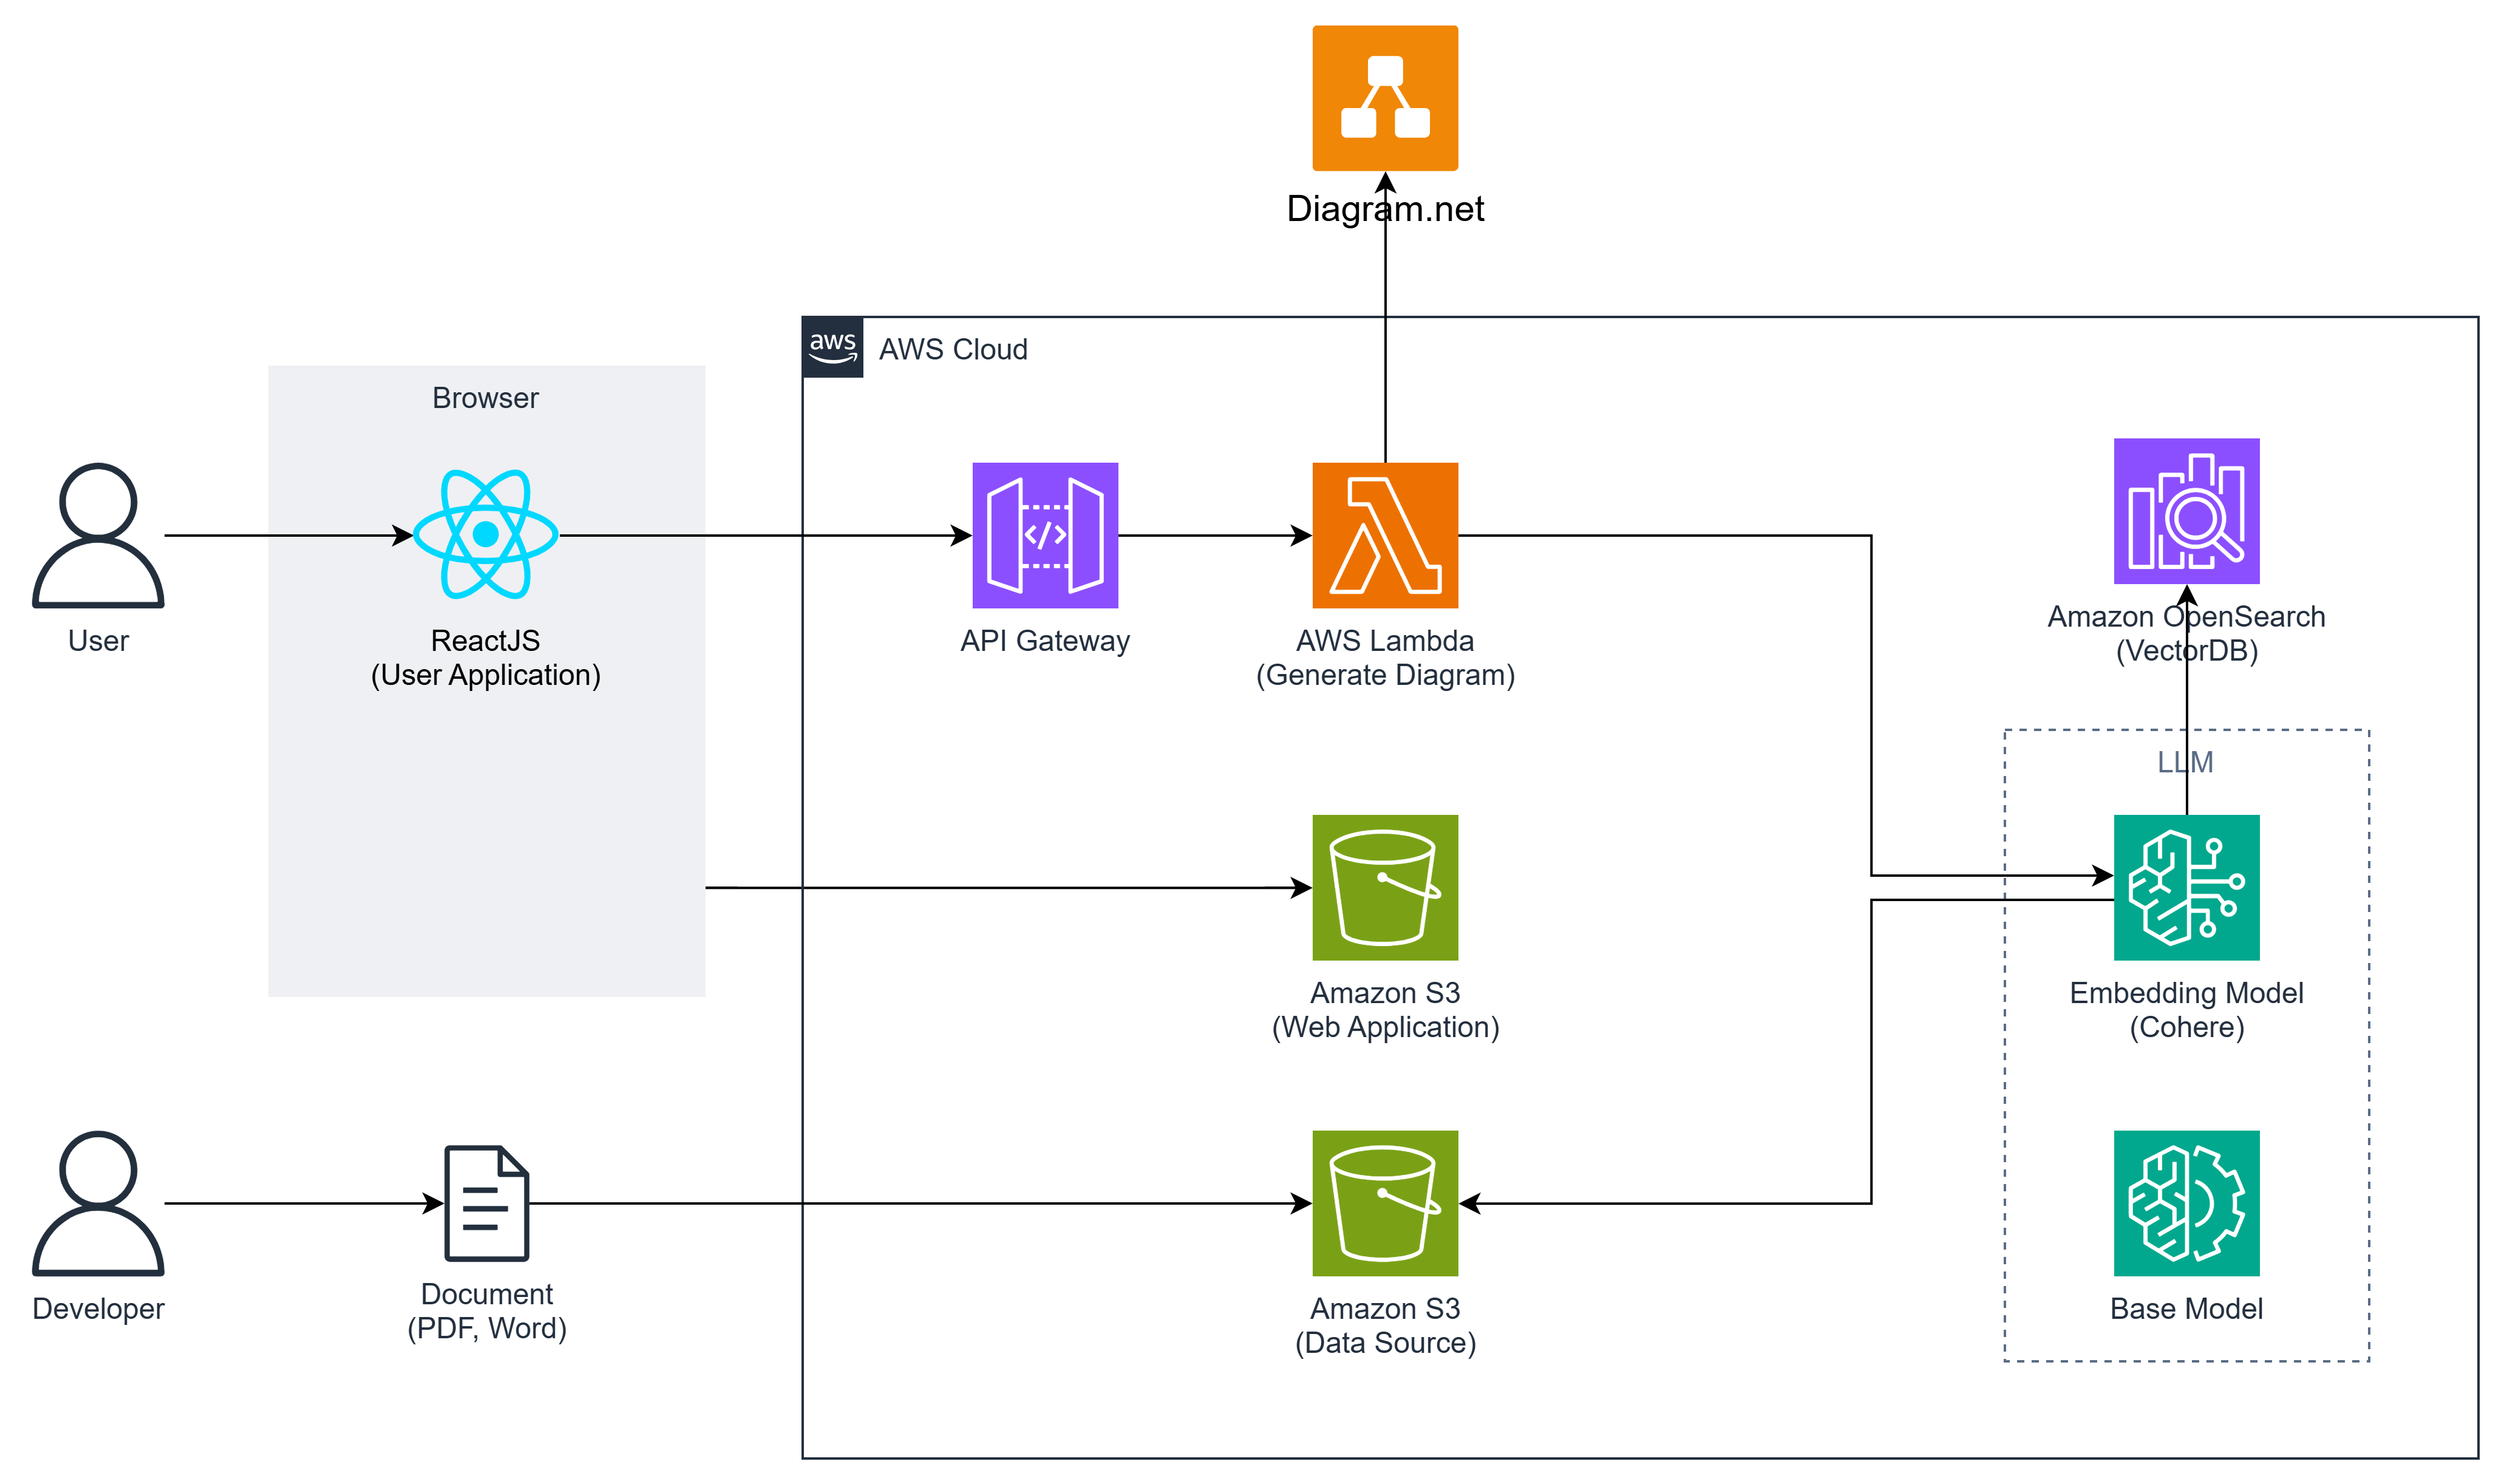 Diagram.net
aws
AWS Cloud
Browser
User
ReactJS
(User Application)
API Gateway
AWS Lambda
(Generate Diagram)
Amazon OpenSearch
(VectorDB)
LLM
Amazon S3
(Web Application)
Embedding Model
(Cohere)
Developer
Document
(PDF, Word)
Amazon S3
(Data Source)
Base Model